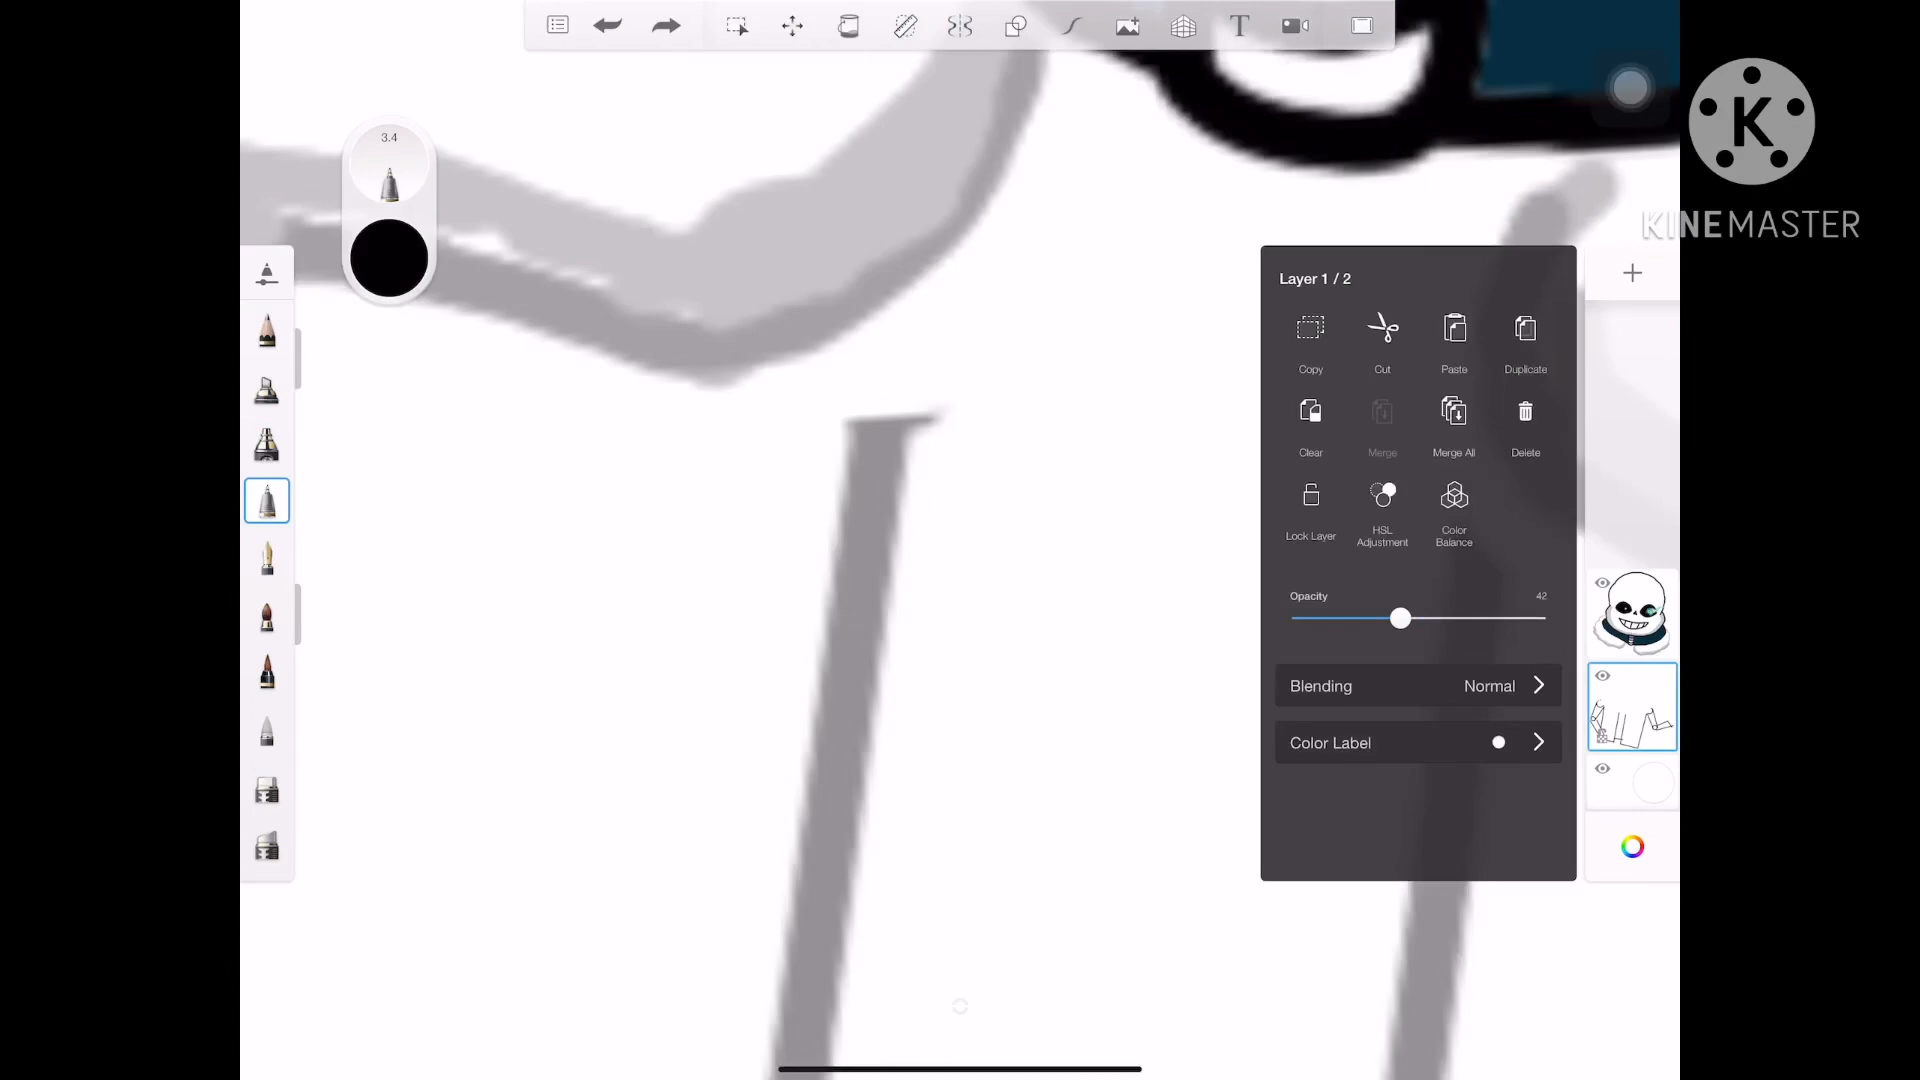 T
3.4
K
KINEMASTER
Layer 1 / 2
Copy
Cut
Paste
Duplicate
Clear
Merge
Merge All
Delete
Lock Layer
HSL
Adjustment
Color
Balance
Opacity
42
Blending
Normal
Color Label